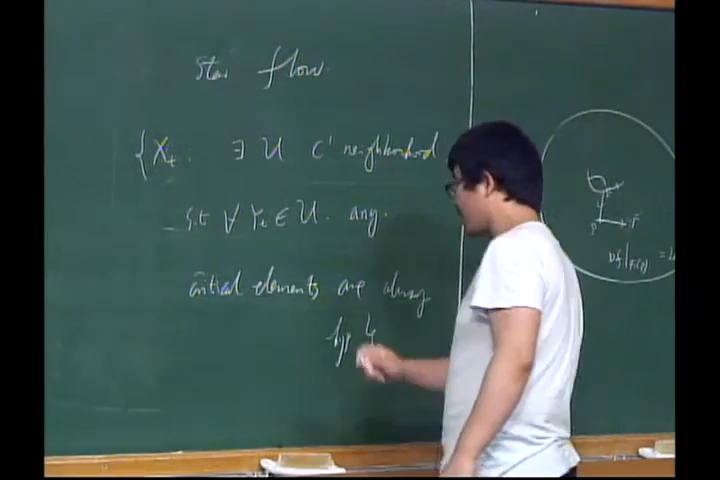 Star flow.
{X_t : ∃ U C¹ neighborhood
s.t ∀ Y_t ∈ U. any.
critical elements are always
hyp }
P